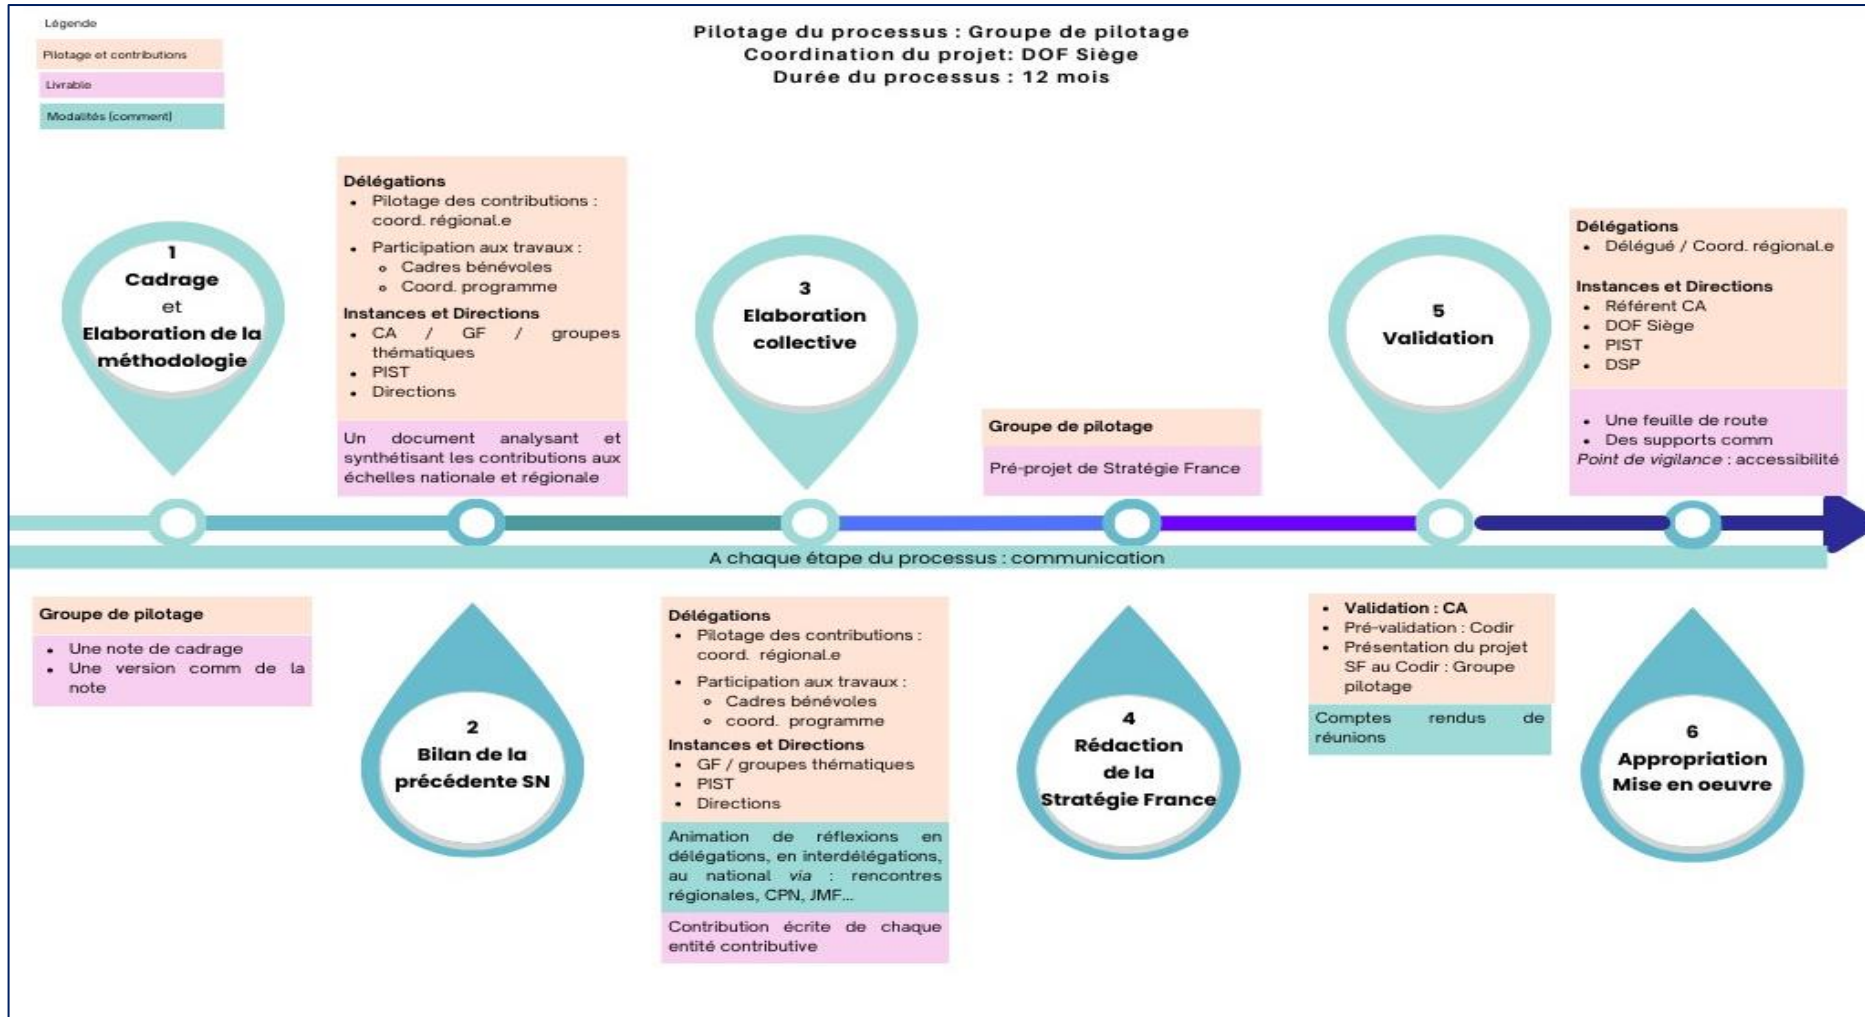 Légende
Pilotage et contributions
Livrable
Modalités (comment)
Pilotage du processus : Groupe de pilotage
Coordination du projet: DOF Siège
Durée du processus : 12 mois
1
Cadrage
et
Elaboration de la
méthodologie
Délégations
• Pilotage des contributions :
coord. régional.e
• Participation aux travaux :
∘ Cadres bénévoles
∘ Coord. programme
Instances et Directions
• CA / GF / groupes
thématiques
• PIST
• Directions
Un document analysant et
synthétisant les contributions aux
échelles nationale et régionale
3
Elaboration
collective
Groupe de pilotage
Pré-projet de Stratégie France
5
Validation
Délégations
• Délégué / Coord. régional.e
Instances et Directions
• Référent CA
• DOF Siège
• PIST
• DSP
• Une feuille de route
• Des supports comm
Point de vigilance : accessibilité
A chaque étape du processus : communication
Groupe de pilotage
• Une note de cadrage
• Une version comm de la
note
2
Bilan de la
précédente SN
Délégations
• Pilotage des contributions :
coord. régional.e
• Participation aux travaux :
∘ Cadres bénévoles
∘ coord. programme
Instances et Directions
• GF / groupes thématiques
• PIST
• Directions
Animation de réflexions en
délégations, en interdélégations,
au national via : rencontres
régionales, CPN, JMF...
Contribution écrite de chaque
entité contributive
4
Rédaction
de la
Stratégie France
• Validation : CA
• Pré-validation : Codir
• Présentation du projet
SF au Codir : Groupe
pilotage
Comptes rendus de
réunions
6
Appropriation
Mise en oeuvre